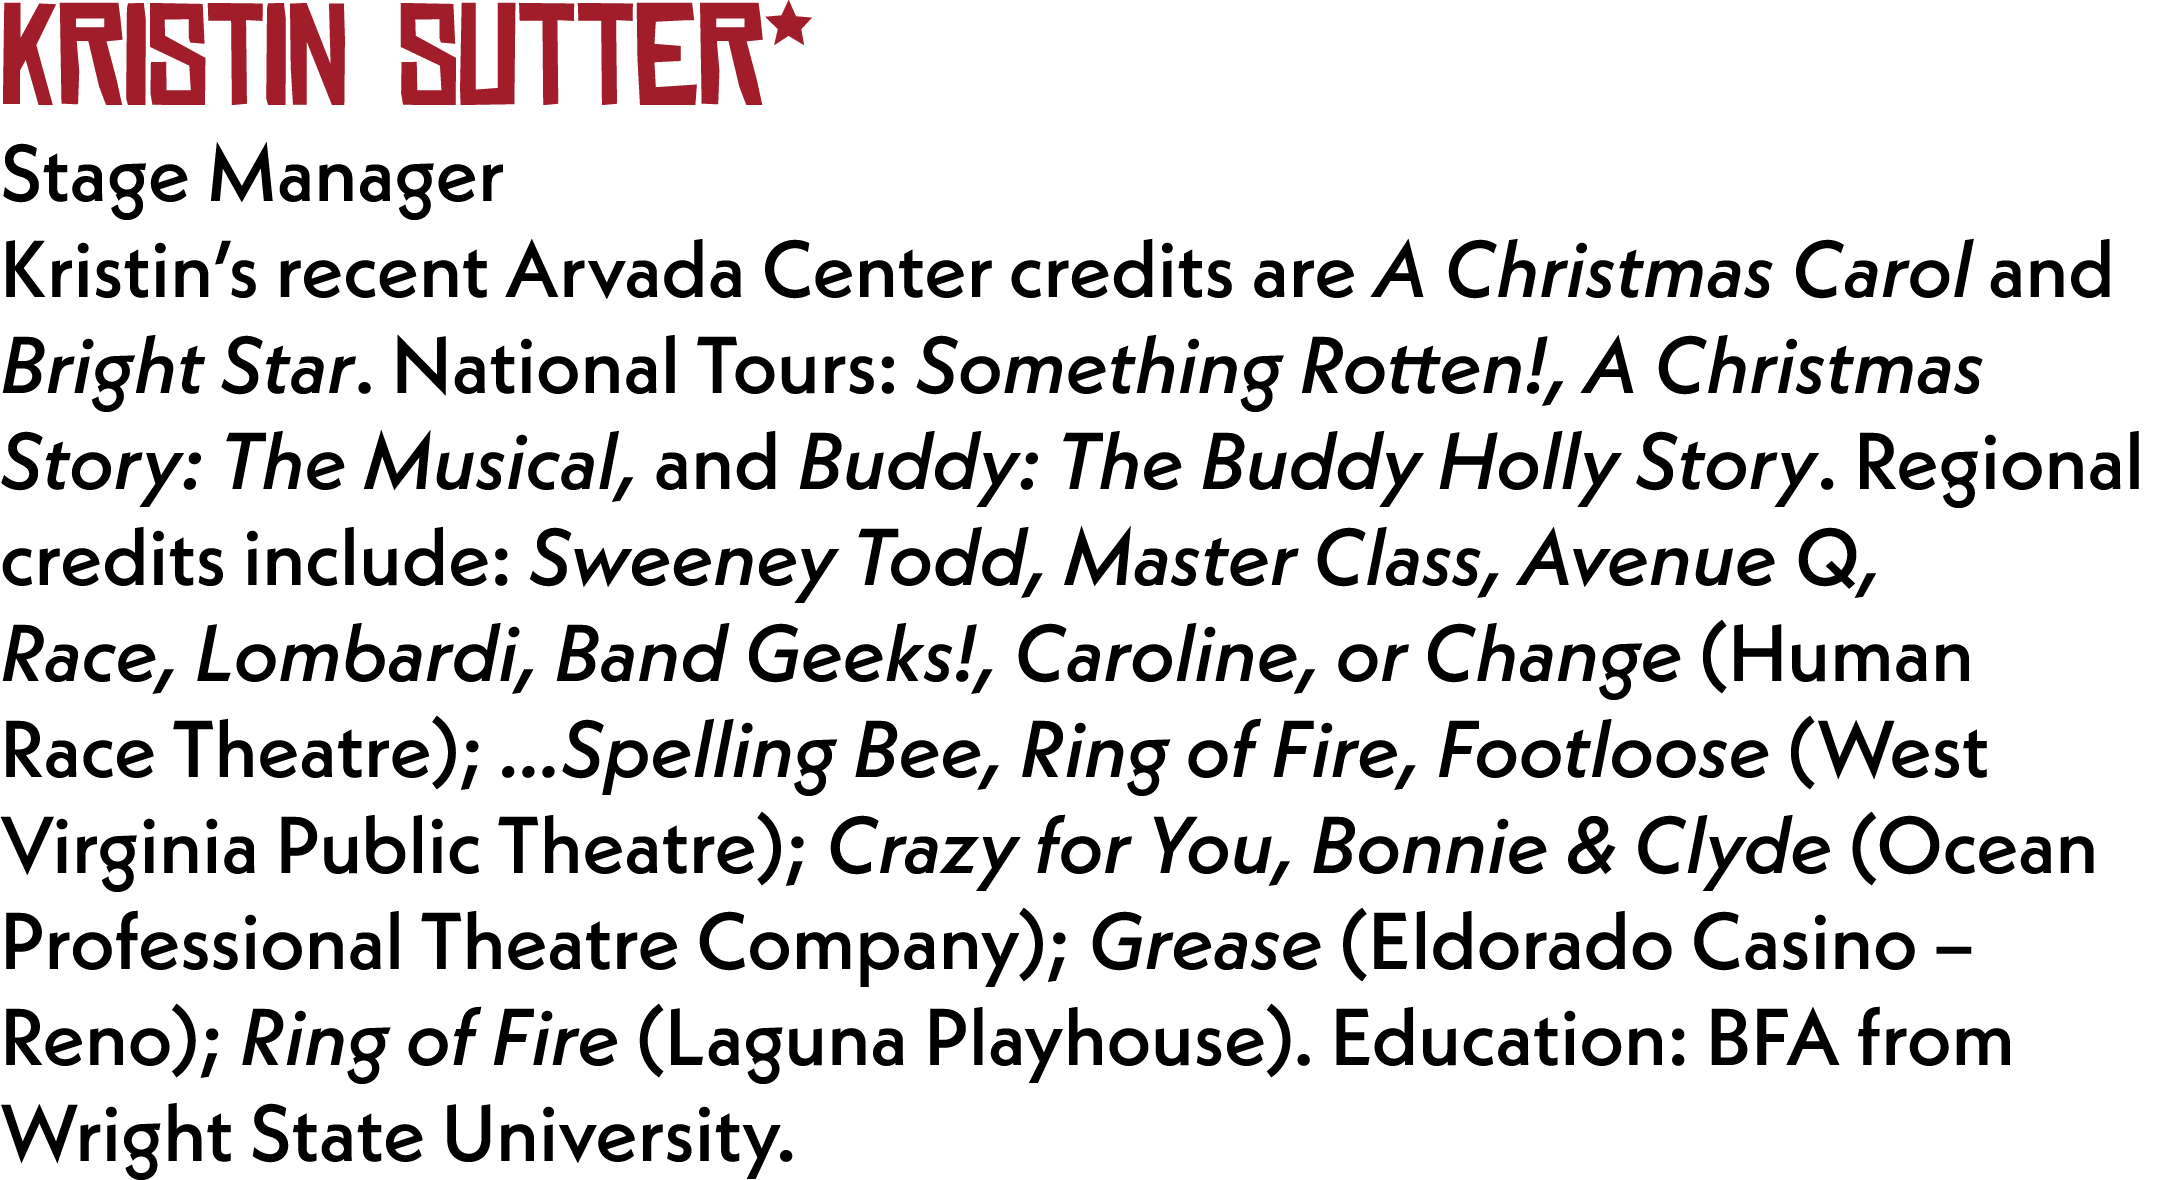 KRISTIN SUTTER★
Stage Manager
Kristin’s recent Arvada Center credits are A Christmas Carol and
Bright Star. National Tours: Something Rotten!, A Christmas
Story: The Musical, and Buddy: The Buddy Holly Story. Regional
credits include: Sweeney Todd, Master Class, Avenue Q,
Race, Lombardi, Band Geeks!, Caroline, or Change (Human
Race Theatre); ...Spelling Bee, Ring of Fire, Footloose (West
Virginia Public Theatre); Crazy for You, Bonnie & Clyde (Ocean
Professional Theatre Company); Grease (Eldorado Casino –
Reno); Ring of Fire (Laguna Playhouse). Education: BFA from
Wright State University.